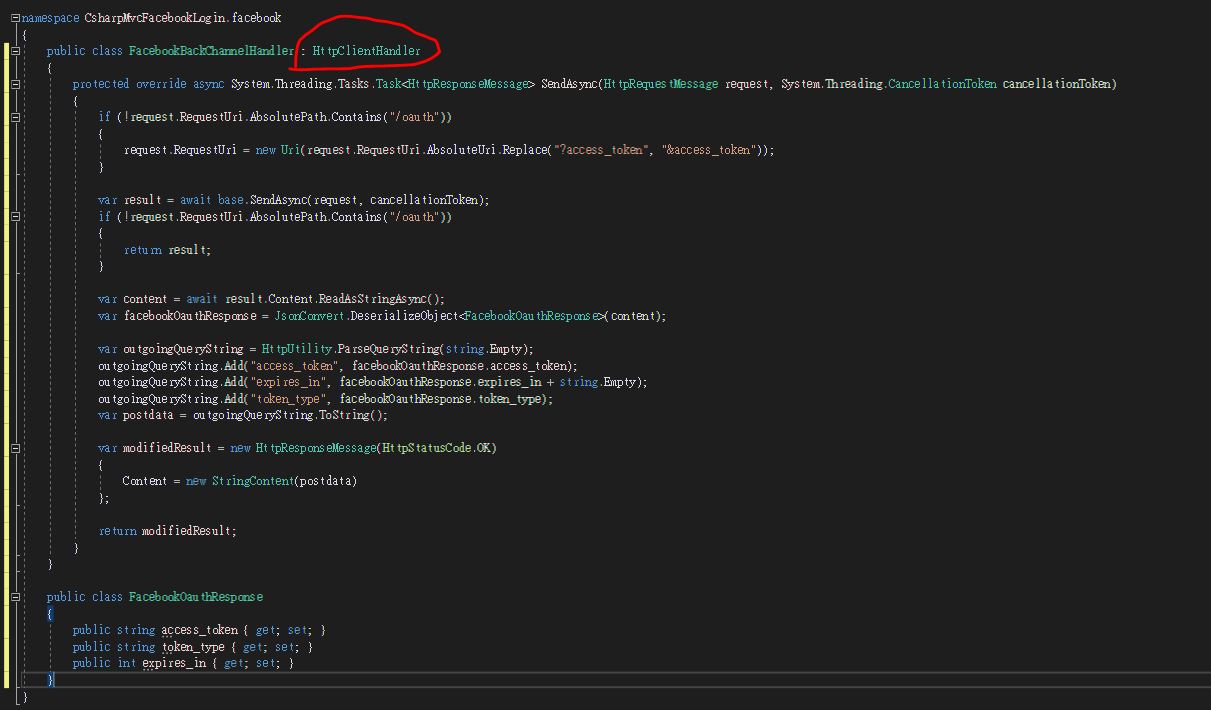 namespace CsharpMvcFacebookLogin.facebook
{
public class FacebookBackChannelHandler : HttpClientHandler
{
protected override async System.Threading.Tasks.Task<HttpResponseMessage> SendAsync(HttpRequestMessage request, System.Threading.CancellationToken cancellationToken)
{
if (!request.RequestUri.AbsolutePath.Contains("/oauth"))
{
request.RequestUri = new Uri(request.RequestUri.AbsoluteUri.Replace("?access_token", "&access_token"));
}
var result = await base.SendAsync(request, cancellationToken);
if (!request.RequestUri.AbsolutePath.Contains("/oauth"))
{
return result;
}
var content = await result.Content.ReadAsStringAsync();
var facebookOauthResponse = JsonConvert.DeserializeObject<FacebookOauthResponse>(content);
var outgoingQueryString = HttpUtility.ParseQueryString(string.Empty);
outgoingQueryString.Add("access_token", facebookOauthResponse.access_token);
outgoingQueryString.Add("expires_in", facebookOauthResponse.expires_in + string.Empty);
outgoingQueryString.Add("token_type", facebookOauthResponse.token_type);
var postdata = outgoingQueryString.ToString();
var modifiedResult = new HttpResponseMessage(HttpStatusCode.OK)
{
Content = new StringContent(postdata)
};
return modifiedResult;
}
}
public class FacebookOauthResponse
{
public string access_token { get; set; }
public string token_type { get; set; }
public int expires_in { get; set; }
}
}